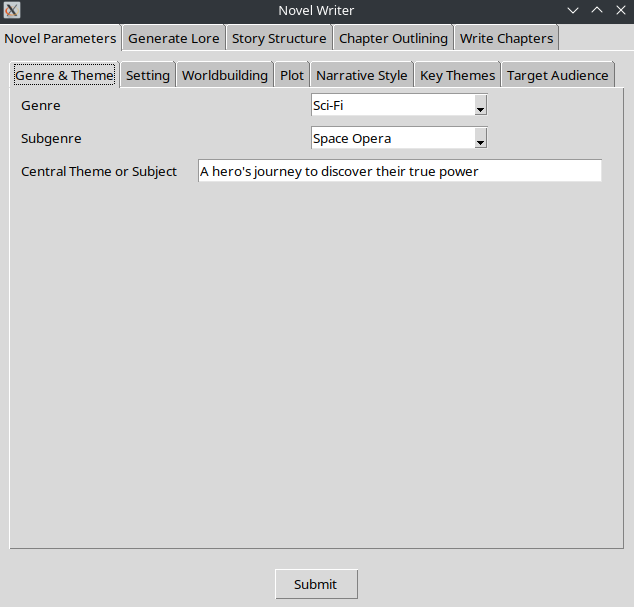 Novel Writer
Novel Parameters Generate Lore Story Structure Chapter Outlining Write Chapters
Genre & Theme Setting Worldbuilding Plot Narrative Style Key Themes Target Audience
Genre Sci-Fi
Subgenre Space Opera
Central Theme or Subject A hero's journey to discover their true power
Submit